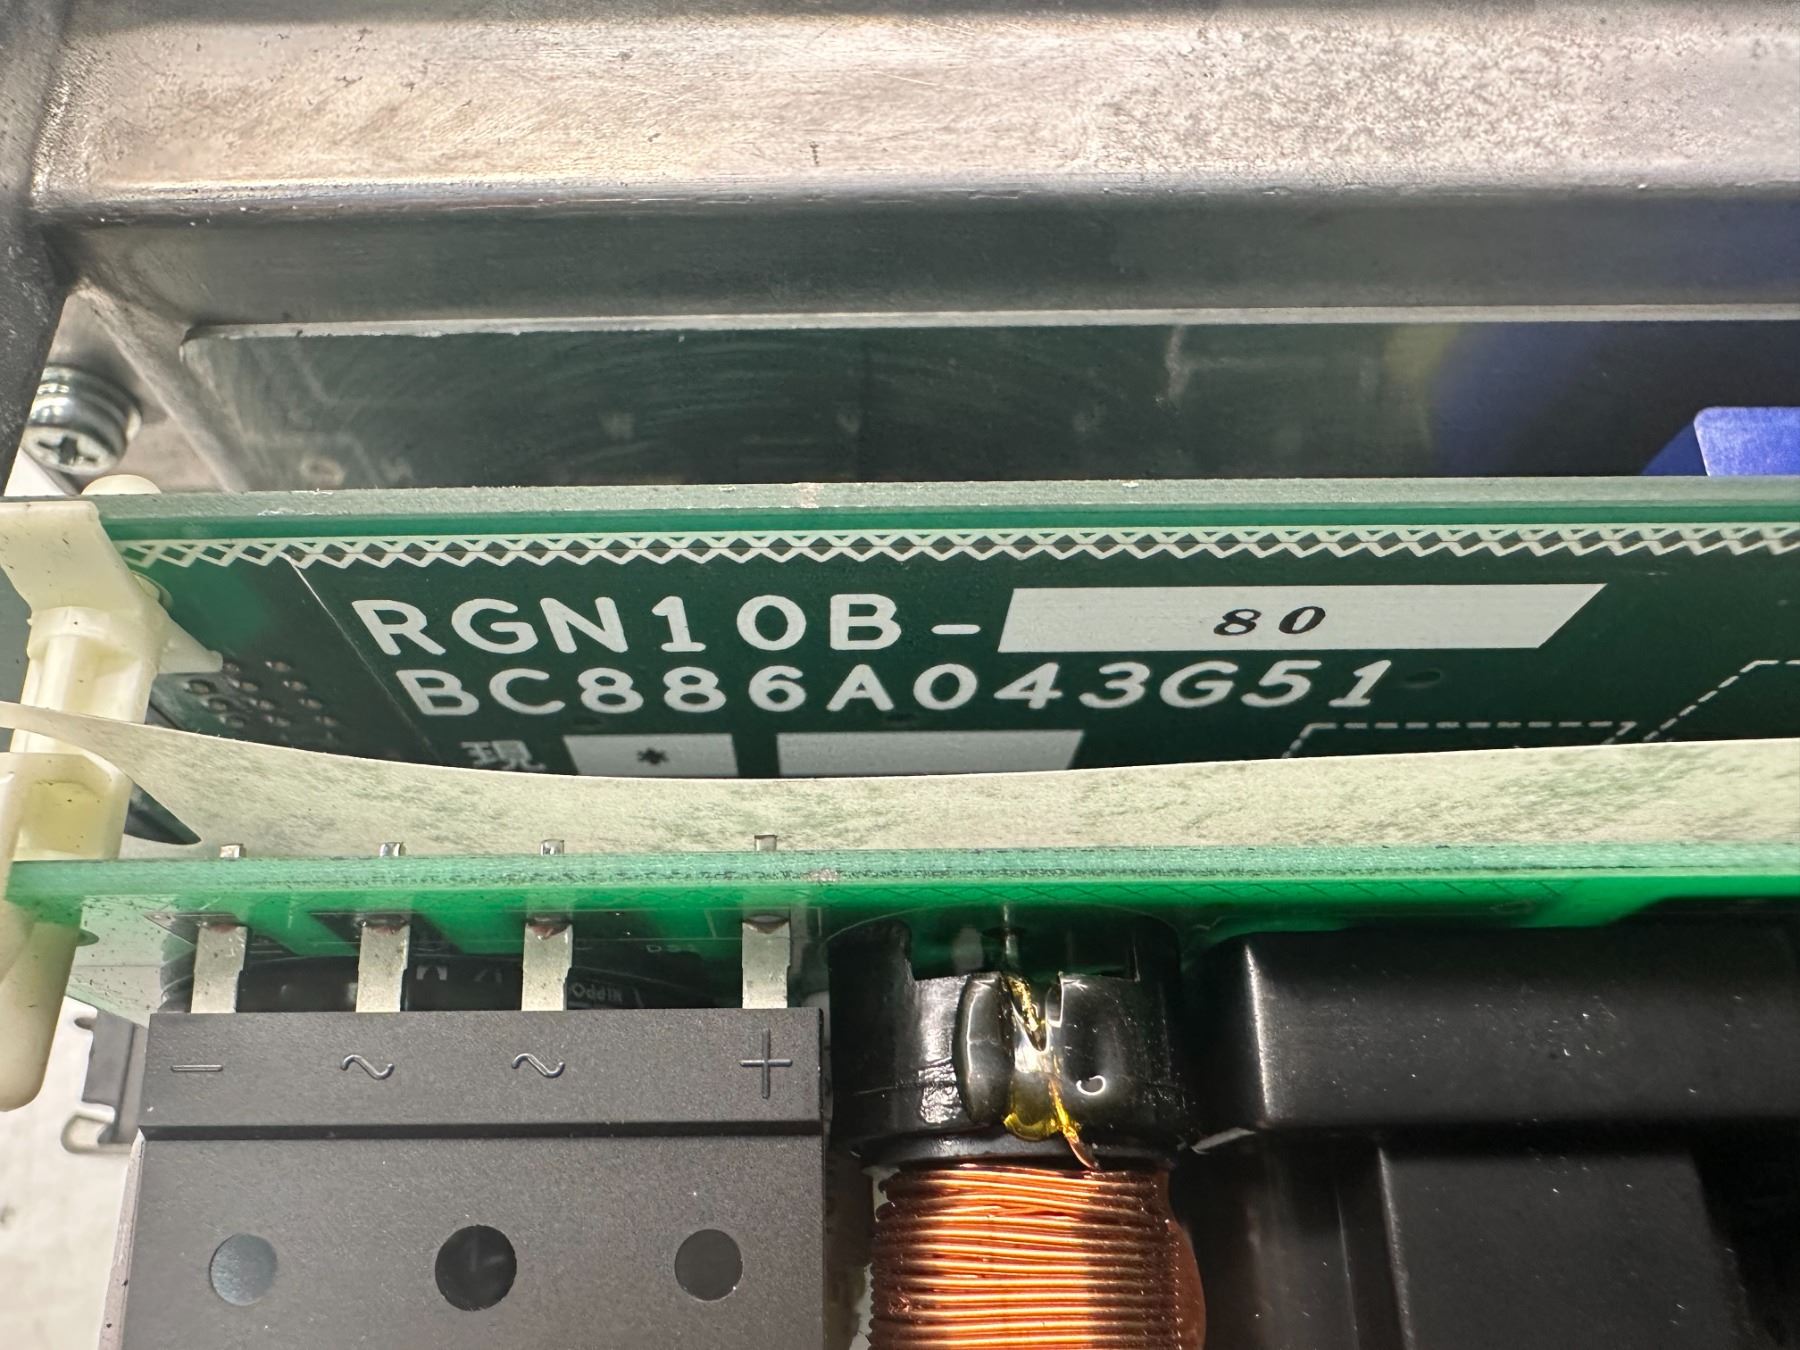 RGN10B- 80
BC886A043G51
現 *
- ~ ~ +